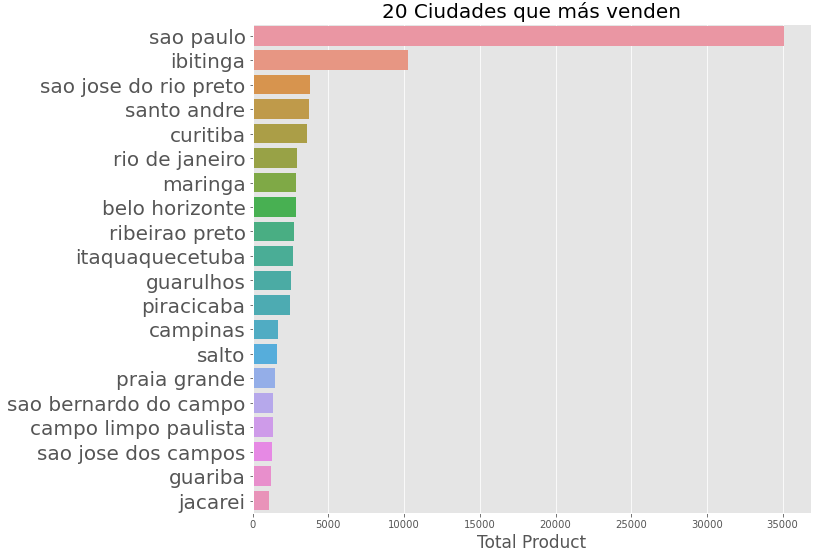 20 Ciudades que más venden
sao paulo
ibitinga
sao jose do rio preto
santo andre
curitiba
rio de janeiro
maringa
belo horizonte
ribeirao preto
itaquaquecetuba
guarulhos
piracicaba
campinas
salto
praia grande
sao bernardo do campo
campo limpo paulista
sao jose dos campos
guariba
jacarei
0 5000 10000 15000 20000 25000 30000 35000
Total Product